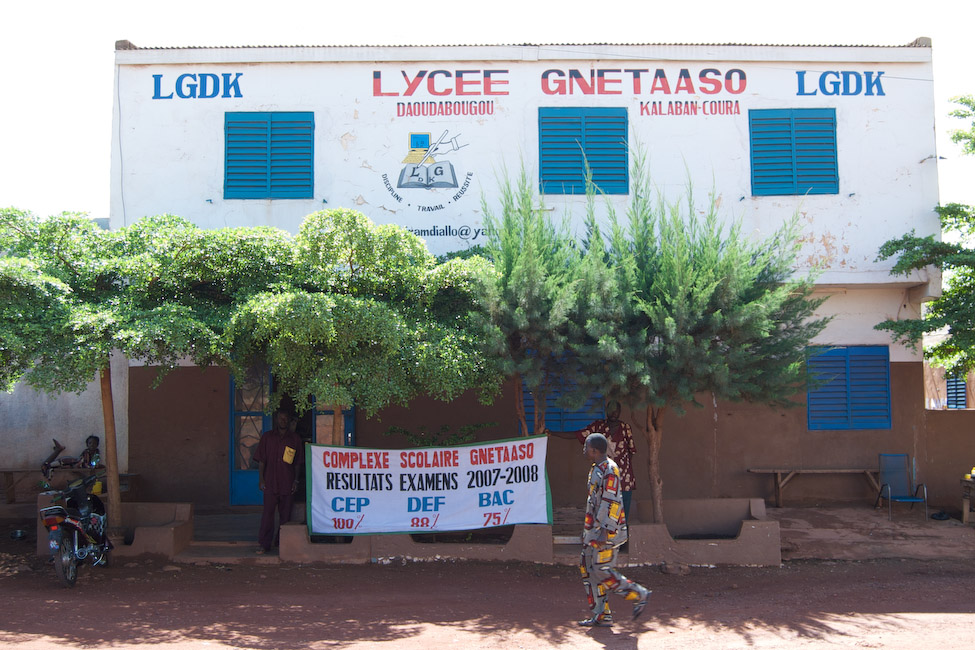 LGDK LYCEE GNETAASO LGDK
DAOUDABOUGOU KALABAN-COURA
L G
D K
DISCIPLINE • TRAVAIL • REUSSITE
COMPLEXE SCOLAIRE GNETAASO
RESULTATS EXAMENS 2007-2008
CEP DEF BAC
100% 88% 75%